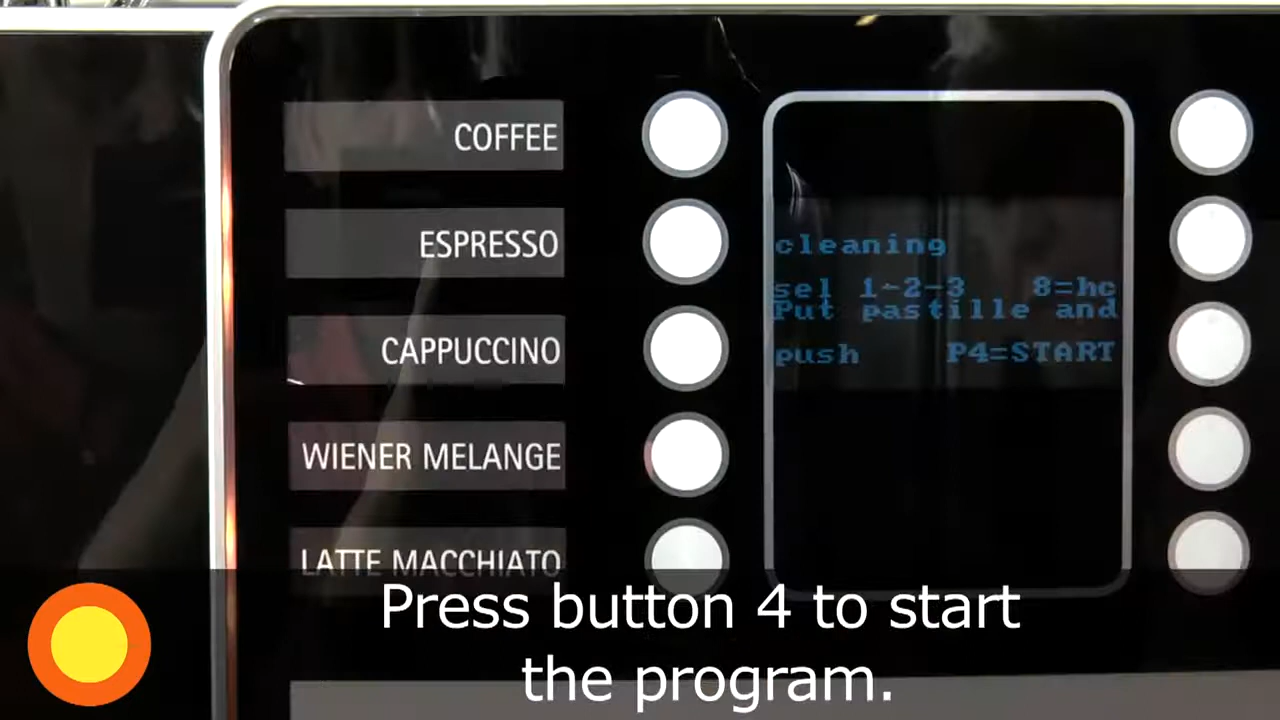 COFFEE
ESPRESSO
CAPPUCCINO
WIENER MELANGE
LATTE MACCHIATO
cleaning
sel 1-2-3 8=hc
Put pastille and
push P4=START
Press button 4 to start
the program.